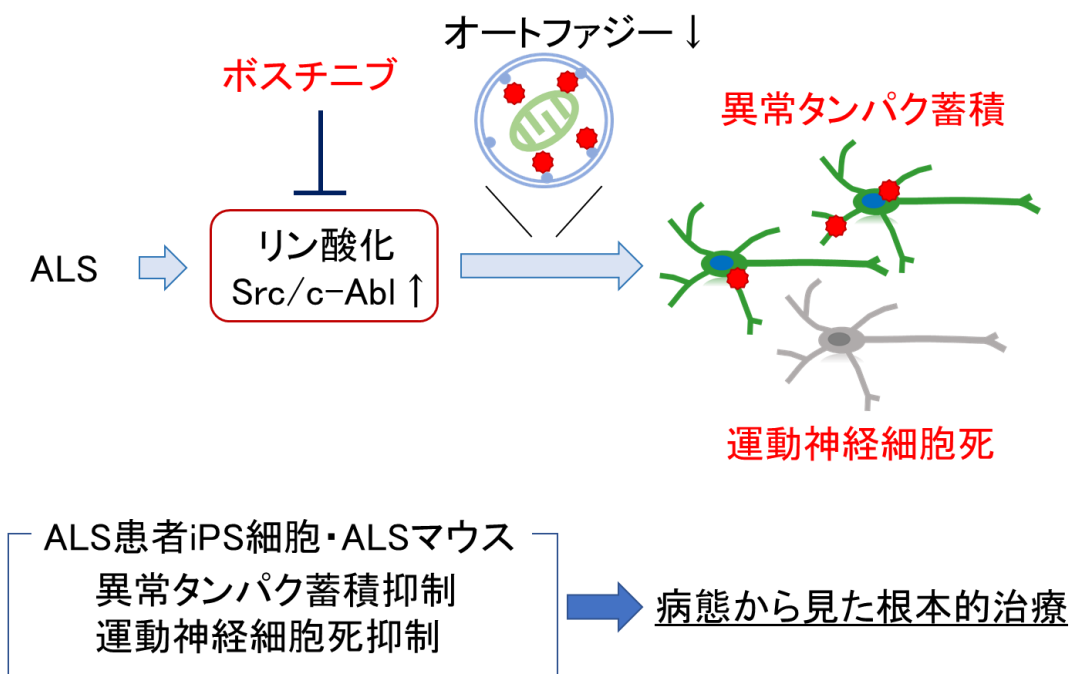 オートファジー↓
ボスチニブ
異常タンパク蓄積
ALS
リン酸化
Src/c-Abl↑
運動神経細胞死
ALS患者iPS細胞・ALSマウス
異常タンパク蓄積抑制
運動神経細胞死抑制
病態から見た根本的治療